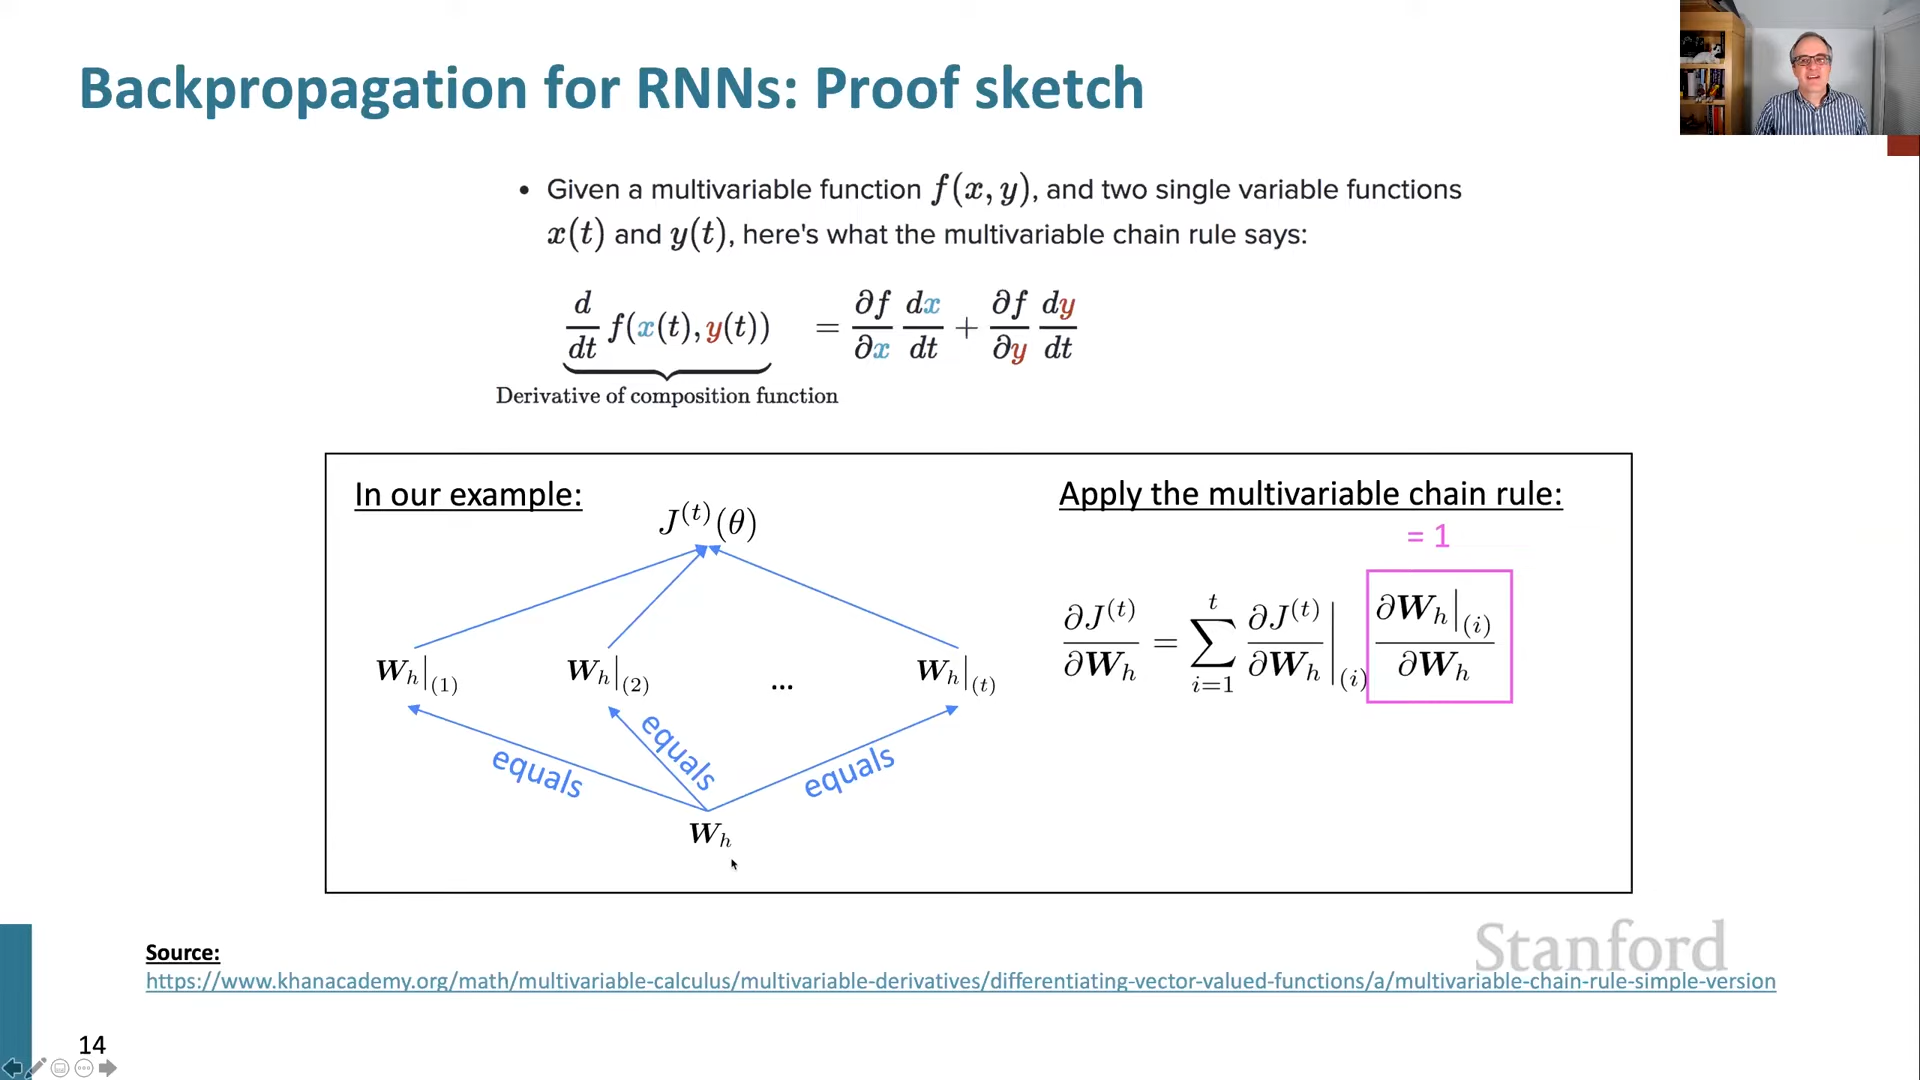 Backpropagation for RNNs: Proof sketch
• Given a multivariable function f(x, y), and two single variable functions
x(t) and y(t), here's what the multivariable chain rule says:
d/dt f(x(t), y(t)) = ∂f/∂x dx/dt + ∂f/∂y dy/dt
Derivative of composition function
In our example:
J^(t)(θ)
W_h|_(1) W_h|_(2) ... W_h|_(t)
equals equals equals
W_h
Apply the multivariable chain rule:
= 1
∂J^(t)/∂W_h = ∑_{i=1}^{t} ∂J^(t)/∂W_h|_(i) ∂W_h|_(i)/∂W_h
Stanford
Source:
https://www.khanacademy.org/math/multivariable-calculus/multivariable-derivatives/differentiating-vector-valued-functions/a/multivariable-chain-rule-simple-version
14